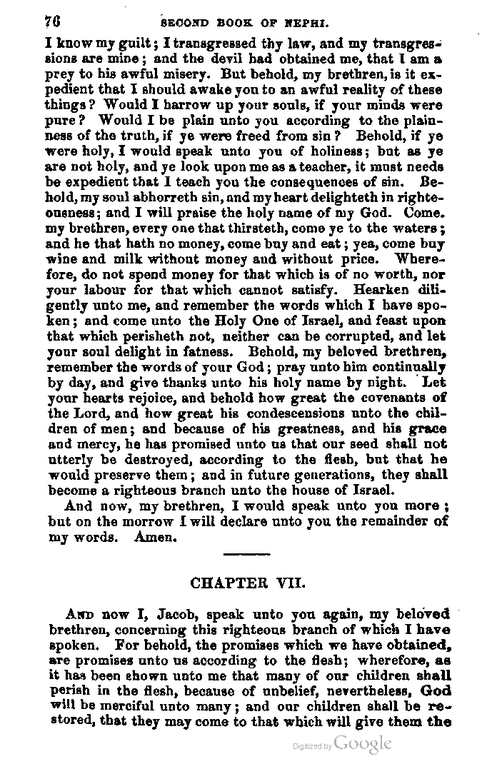 76 SECOND BOOK OF NEPHI.
I know my guilt; I transgressed thy law, and my transgres-
sions are mine; and the devil had obtained me, that I am a
prey to his awful misery. But behold, my brethren, is it ex-
pedient that I should awake you to an awful reality of these
things? Would I harrow up your souls, if your minds were
pure? Would I be plain unto you according to the plain-
ness of the truth, if ye were freed from sin? Behold, if ye
were holy, I would speak unto you of holiness; but as ye
are not holy, and ye look upon me as a teacher, it must needs
be expedient that I teach you the consequences of sin. Be-
hold, my soul abhorreth sin, and my heart delighteth in righte-
ousness; and I will praise the holy name of my God. Come.
my brethren, every one that thirsteth, come ye to the waters;
and he that hath no money, come buy and eat; yea, come buy
wine and milk without money and without price. Where-
fore, do not spend money for that which is of no worth, nor
your labour for that which cannot satisfy. Hearken dili-
gently unto me, and remember the words which I have spo-
ken; and come unto the Holy One of Israel, and feast upon
that which perisheth not, neither can be corrupted, and let
your soul delight in fatness. Behold, my beloved brethren,
remember the words of your God; pray unto him continually
by day, and give thanks unto his holy name by night. Let
your hearts rejoice, and behold how great the covenants of
the Lord, and how great his condescensions unto the chil-
dren of men; and because of his greatness, and his grace
and mercy, he has promised unto us that our seed shall not
utterly be destroyed, according to the flesh, but that he
would preserve them; and in future generations, they shall
become a righteous branch unto the house of Israel.
And now, my brethren, I would speak unto you more;
but on the morrow I will declare unto you the remainder of
my words. Amen.
CHAPTER VII.
AND now I, Jacob, speak unto you again, my beloved
brethren, concerning this righteous branch of which I have
spoken. For behold, the promises which we have obtained,
are promises unto us according to the flesh; wherefore, as
it has been shown unto me that many of our children shall
perish in the flesh, because of unbelief, nevertheless, God
will be merciful unto many; and our children shall be re-
stored, that they may come to that which will give them the
Digitized by Google